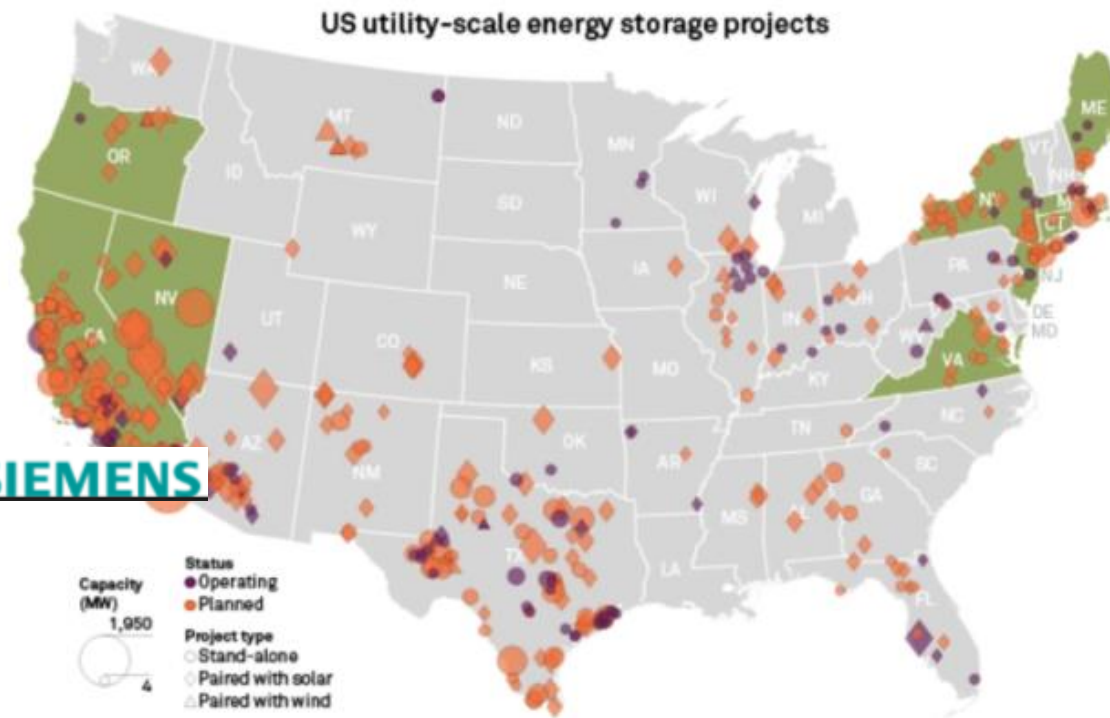 US utility-scale energy storage projects
WA
OR
ID
MT
ND
MN
WI
MI
VT
NH
ME
NY
CT
SD
WY
NV
CA
UT
CO
NE
IA
IN
OH
PA
NJ
DE
MD
VA
KY
MO
KS
AZ
NM
OK
AR
TN
NC
SC
GA
AL
MS
LA
TX
FL
SIEMENS
Capacity
(MW)
1,950
4
Status
Operating
Planned
Project type
Stand-alone
Paired with solar
Paired with wind